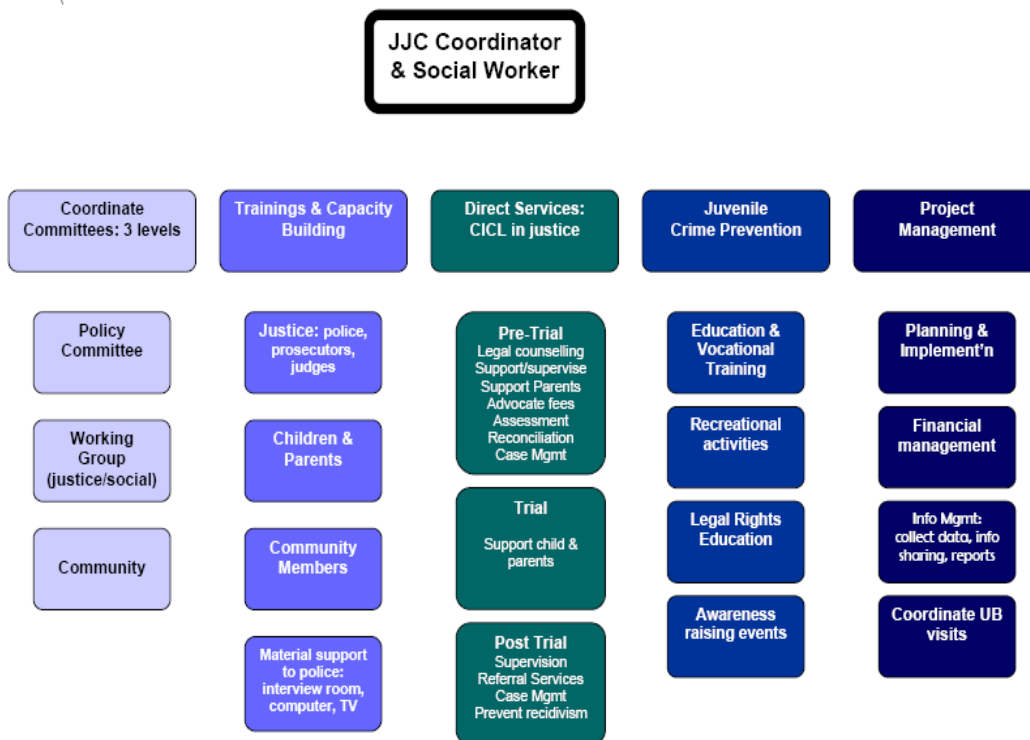 JJC Coordinator
& Social Worker
Coordinate
Committees: 3 levels
Trainings & Capacity
Building
Direct Services:
CICL in justice
Juvenile
Crime Prevention
Project
Management
Policy
Committee
Working
Group
(justice/social)
Community
Justice: police,
prosecutors,
judges
Children &
Parents
Community
Members
Material support
to police:
interview room,
computer, TV
Pre-Trial
Legal counselling
Support/supervise
Support Parents
Advocate fees
Assessment
Reconciliation
Case Mgmt
Trial
Support child &
parents
Post Trial
Supervision
Referral Services
Case Mgmt
Prevent recidivism
Education &
Vocational
Training
Recreational
activities
Legal Rights
Education
Awareness
raising events
Planning &
Implement'n
Financial
management
Info Mgmt:
collect data, info
sharing, reports
Coordinate UB
visits